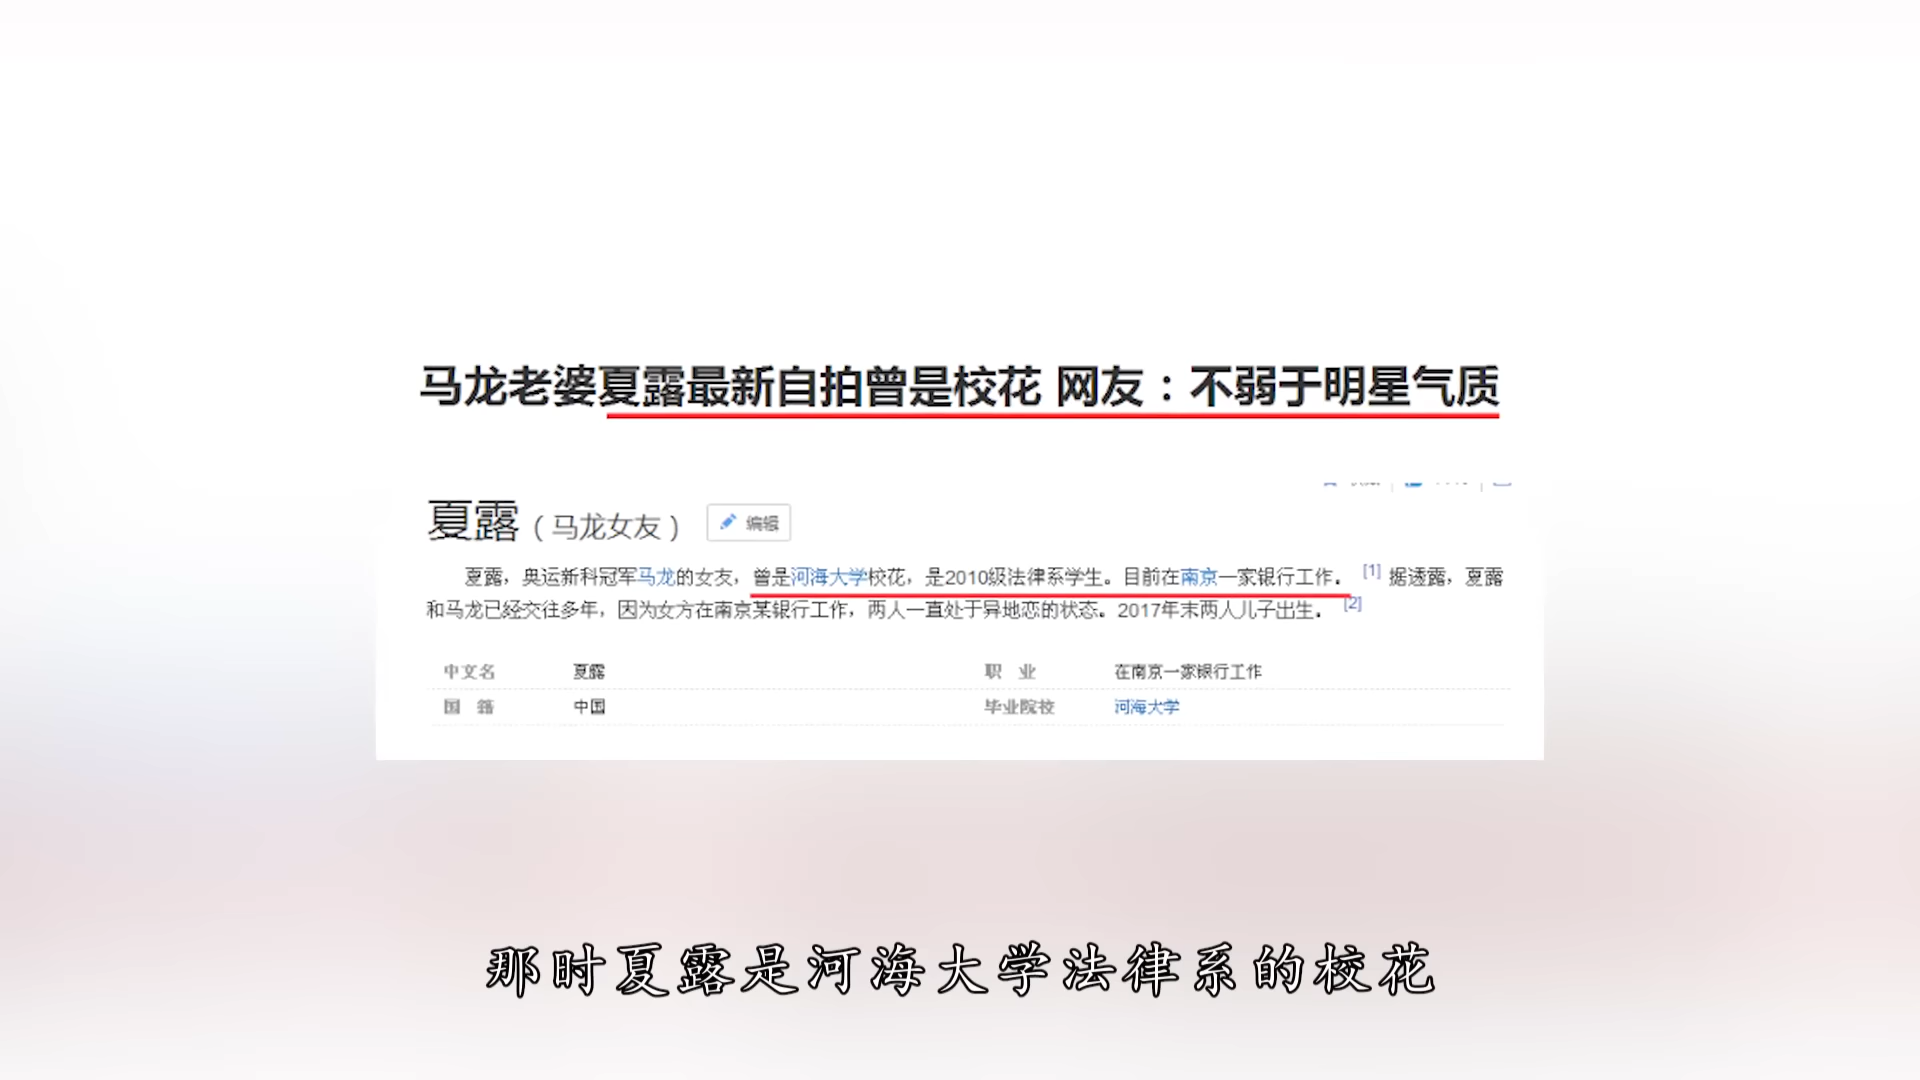 马龙老婆夏露最新自拍曾是校花 网友：不弱于明星气质
夏露（马龙女友） 编辑
夏露，奥运新科冠军马龙的女友，曾是河海大学校花，是2010级法律系学生。目前在南京一家银行工作。[1] 据透露，夏露
和马龙已经交往多年，因为女方在南京某银行工作，两人一直处于异地恋的状态。2017年末两人儿子出生。[2]
中文名 夏露 职 业 在南京一家银行工作
国 籍 中国 毕业院校 河海大学
那时夏露是河海大学法律系的校花